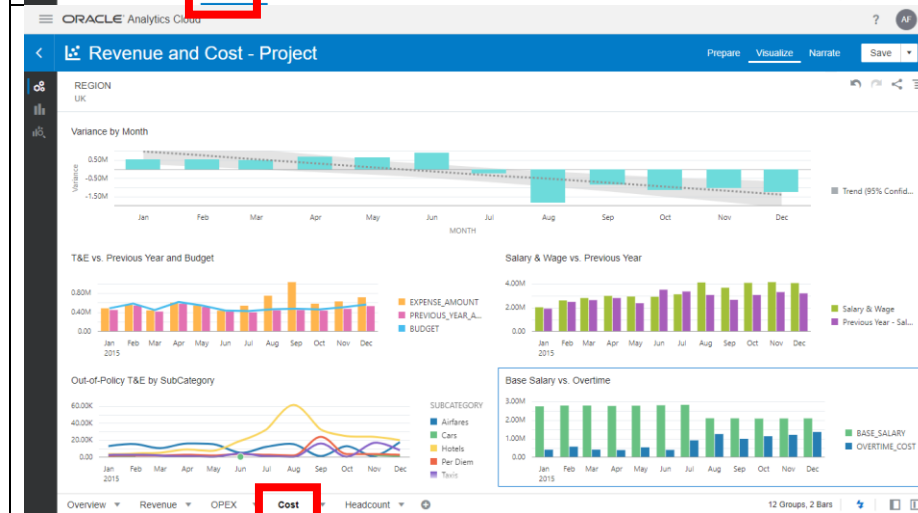 ORACLE Analytics Cloud ? AF
Revenue and Cost - Project Prepare Visualize Narrate Save
REGION
UK
Variance by Month
Variance
0.50M
-0.50M
-1.50M
Jan Feb Mar Apr May Jun Jul Aug Sep Oct Nov Dec
MONTH
Trend (95% Confid...
T&E vs. Previous Year and Budget
0.80M
0.40M
0.00
Jan Feb Mar Apr May Jun Jul Aug Sep Oct Nov Dec
2015
EXPENSE_AMOUNT
PREVIOUS_YEAR_A...
BUDGET
Salary & Wage vs. Previous Year
4.00M
2.00M
0.00
Jan Feb Mar Apr May Jun Jul Aug Sep Oct Nov Dec
2015
Salary & Wage
Previous Year - Sal...
Out-of-Policy T&E by SubCategory
60.00K
40.00K
20.00K
0.00
Jan Feb Mar Apr May Jun Jul Aug Sep Oct Nov Dec
2015
SUBCATEGORY
Airfares
Cars
Hotels
Per Diem
Taxis
Base Salary vs. Overtime
3.00M
2.00M
1.00M
0.00
Jan Feb Mar Apr May Jun Jul Aug Sep Oct Nov Dec
2015
BASE_SALARY
OVERTIME_COST
Overview Revenue OPEX Cost Headcount 12 Groups, 2 Bars